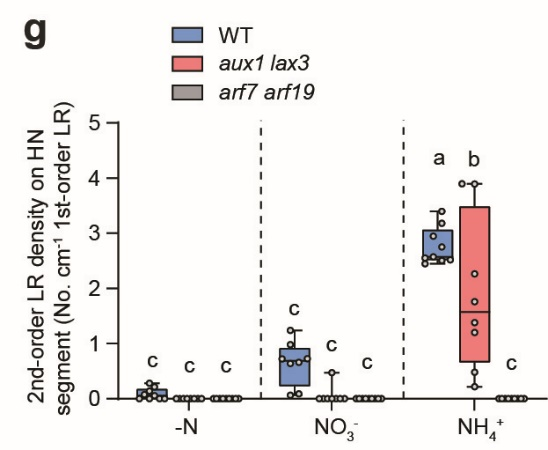 g
WT
aux1 lax3
arf7 arf19
2nd-order LR density on HN
segment (No. cm⁻¹ 1st-order LR)
5
4
3
2
1
0
a
b
c
c
c
c
c
c
c
-N
NO₃⁻
NH₄⁺